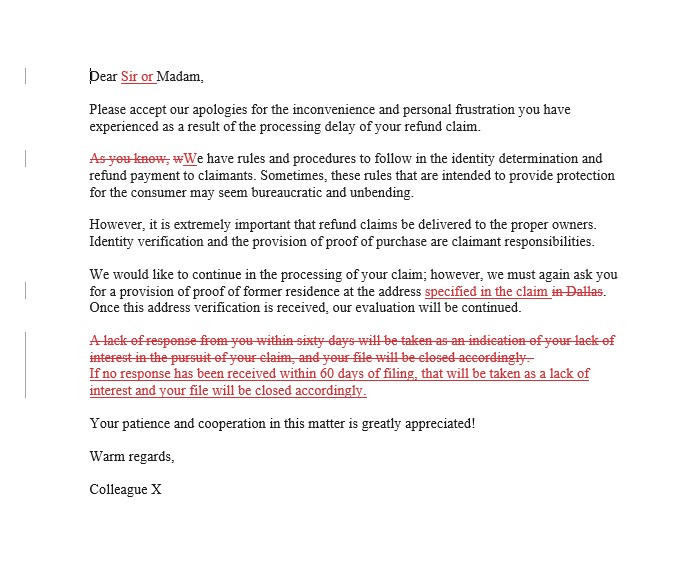 Dear Sir or Madam,
Please accept our apologies for the inconvenience and personal frustration you have
experienced as a result of the processing delay of your refund claim.
As you know, wWe have rules and procedures to follow in the identity determination and
refund payment to claimants. Sometimes, these rules that are intended to provide protection
for the consumer may seem bureaucratic and unbending.
However, it is extremely important that refund claims be delivered to the proper owners.
Identity verification and the provision of proof of purchase are claimant responsibilities.
We would like to continue in the processing of your claim; however, we must again ask you
for a provision of proof of former residence at the address specified in the claim in Dallas.
Once this address verification is received, our evaluation will be continued.
A lack of response from you within sixty days will be taken as an indication of your lack of
interest in the pursuit of your claim, and your file will be closed accordingly.
If no response has been received within 60 days of filing, that will be taken as a lack of
interest and your file will be closed accordingly.
Your patience and cooperation in this matter is greatly appreciated!
Warm regards,
Colleague X